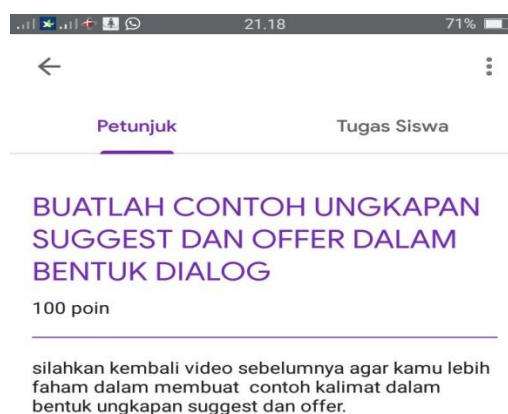 21.18
71%
Petunjuk
Tugas Siswa
BUATLAH CONTOH UNGKAPAN
SUGGEST DAN OFFER DALAM
BENTUK DIALOG
100 poin
silahkan kembali video sebelumnya agar kamu lebih
faham dalam membuat contoh kalimat dalam
bentuk ungkapan suggest dan offer.